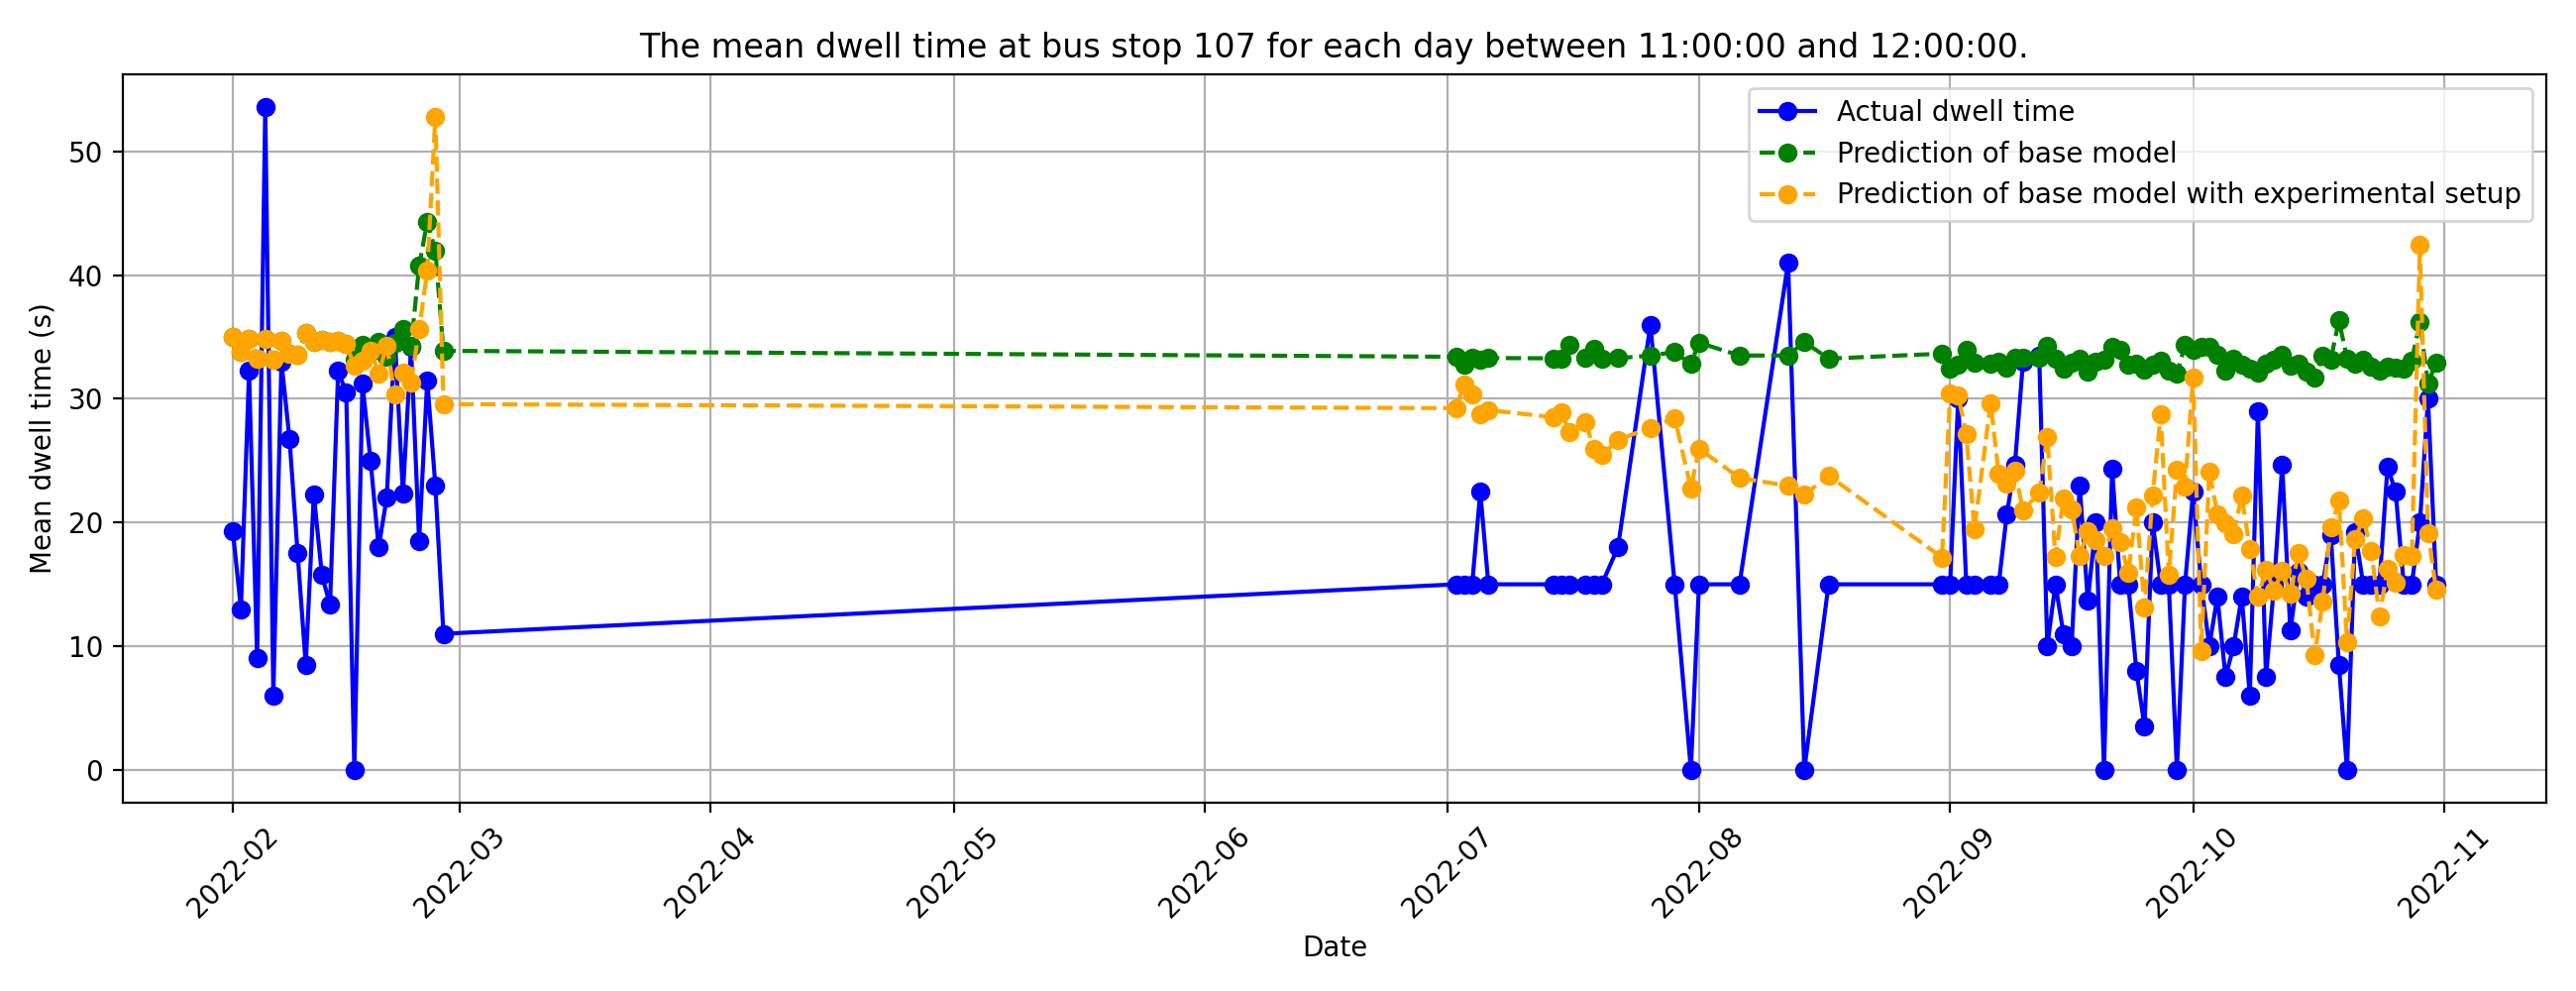 The mean dwell time at bus stop 107 for each day between 11:00:00 and 12:00:00.
Actual dwell time
Prediction of base model
Prediction of base model with experimental setup
Mean dwell time (s)
50
40
30
20
10
0
2022-02
2022-03
2022-04
2022-05
2022-06
2022-07
2022-08
2022-09
2022-10
2022-11
Date